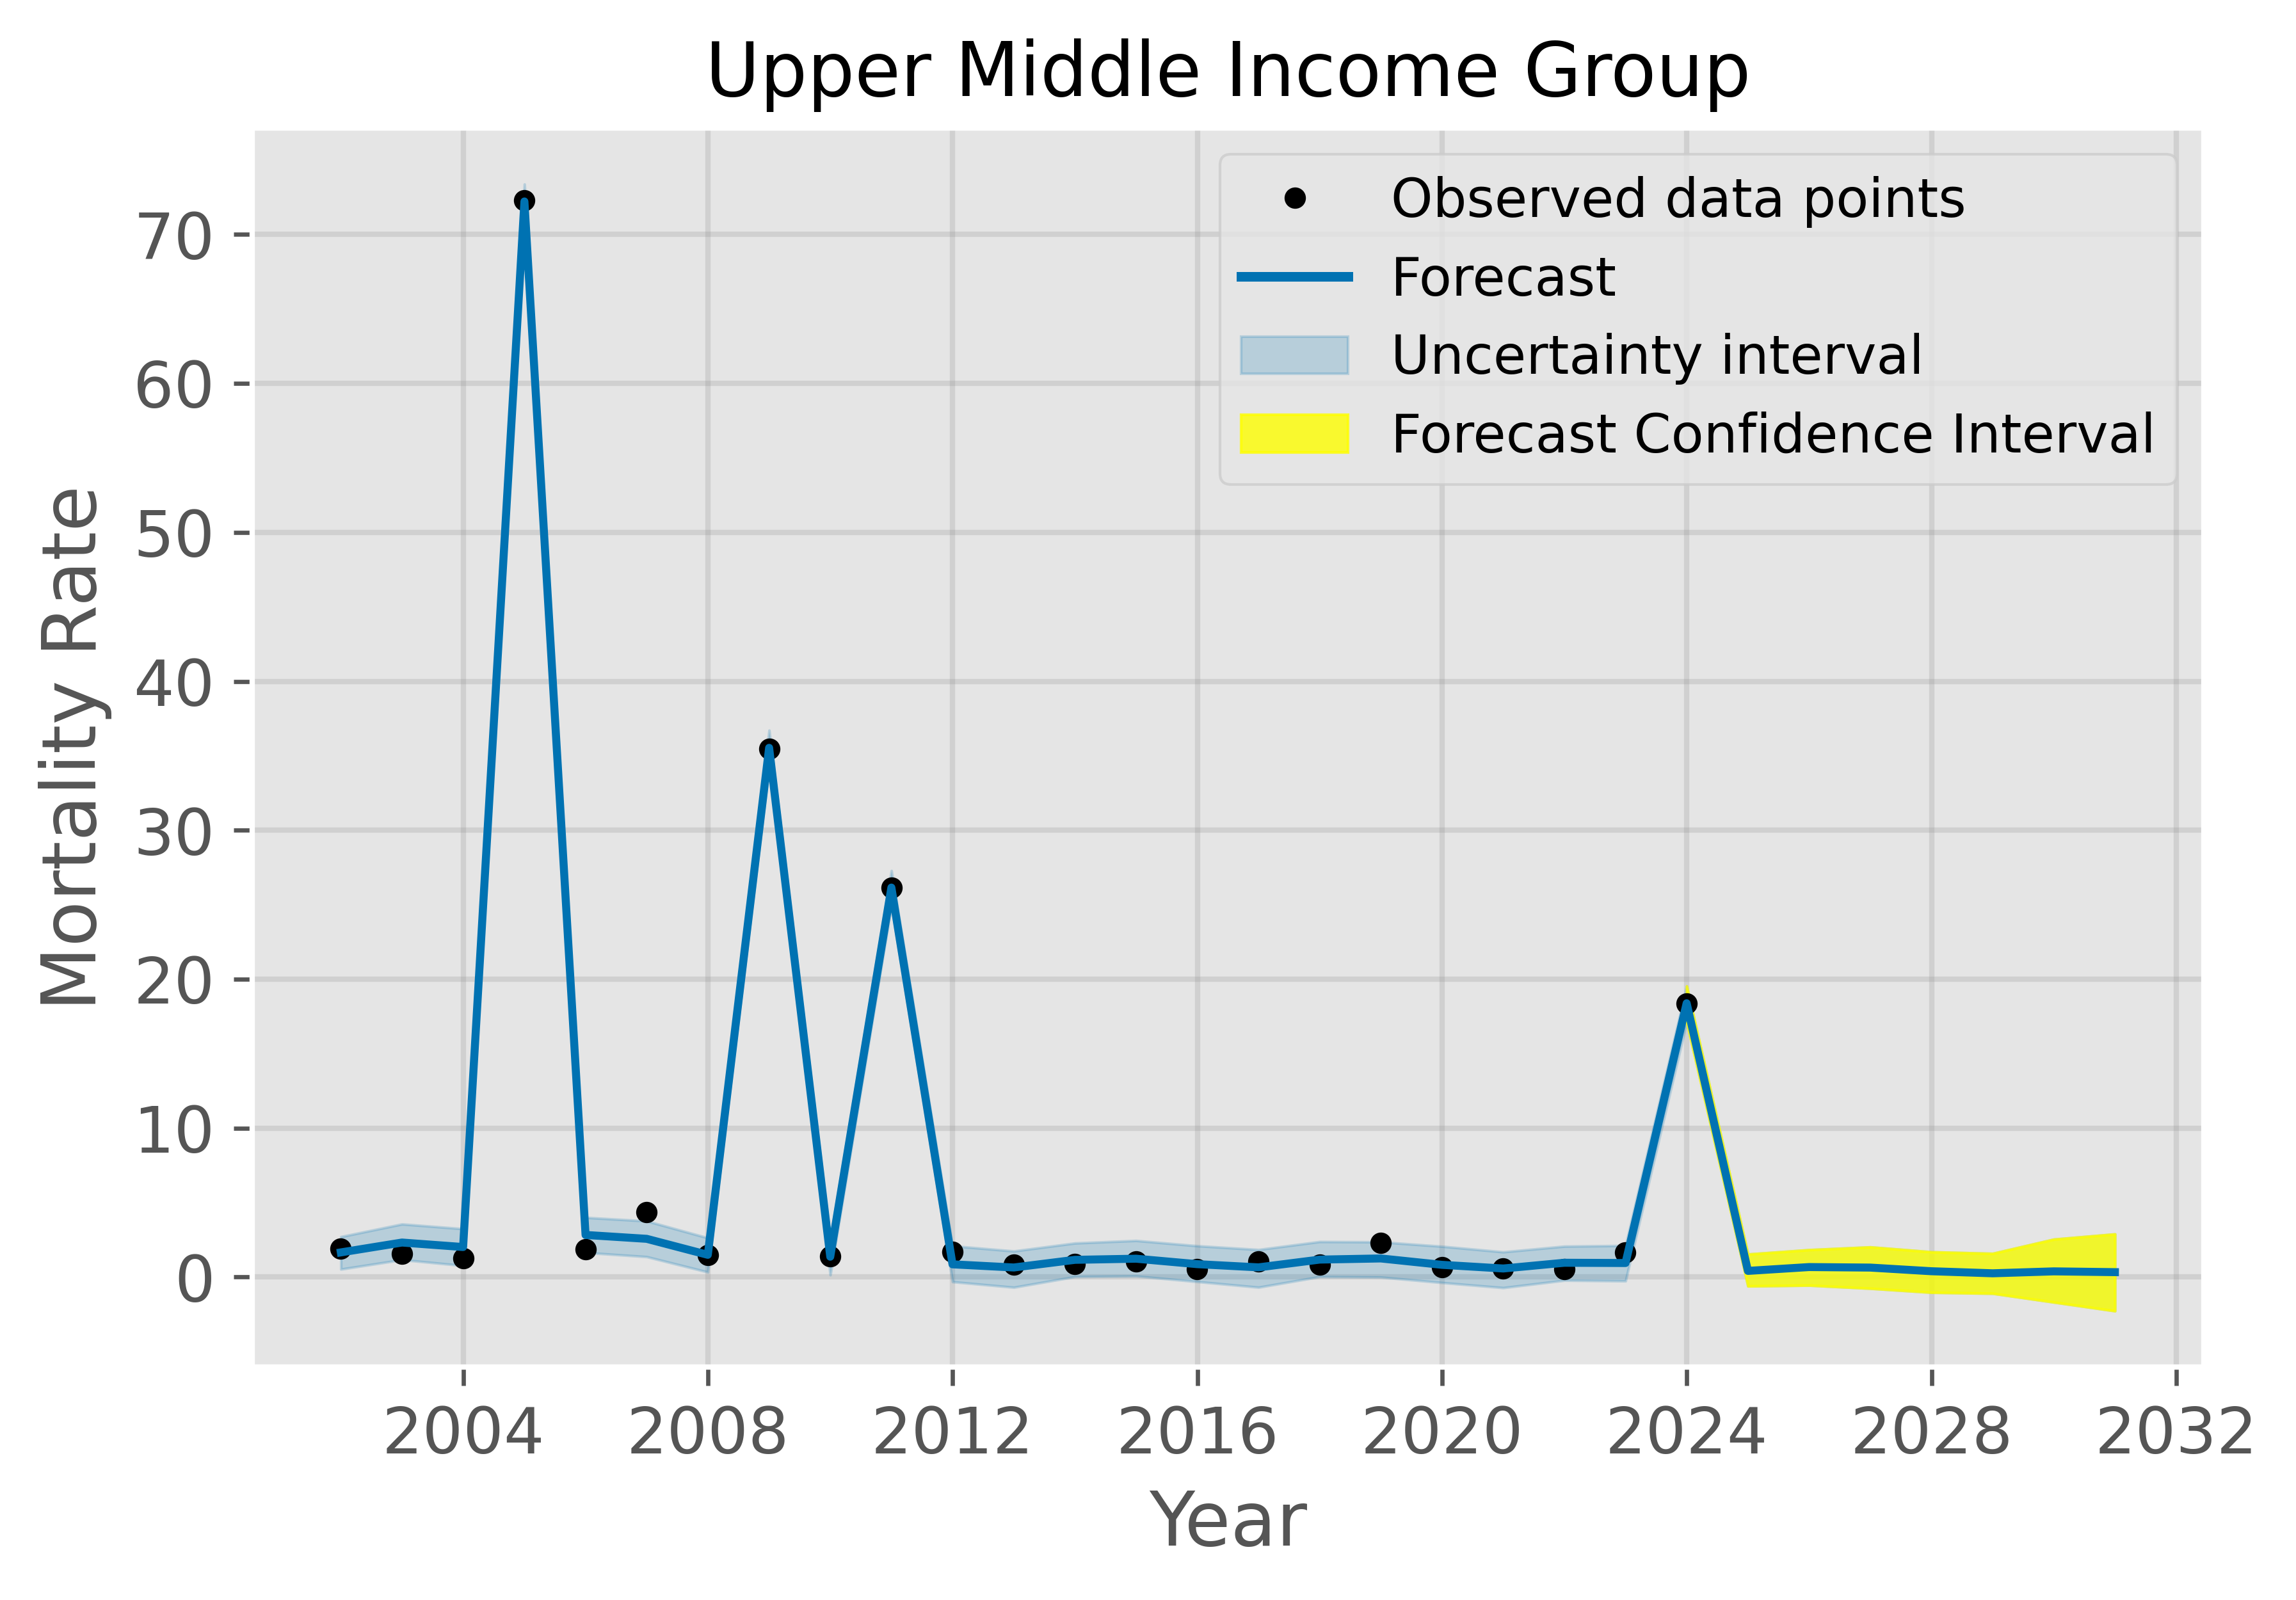 Upper Middle Income Group
Observed data points
Forecast
Uncertainty interval
Forecast Confidence Interval
Mortality Rate
70
60
50
40
30
20
10
0
2004 2008 2012 2016 2020 2024 2028 2032
Year